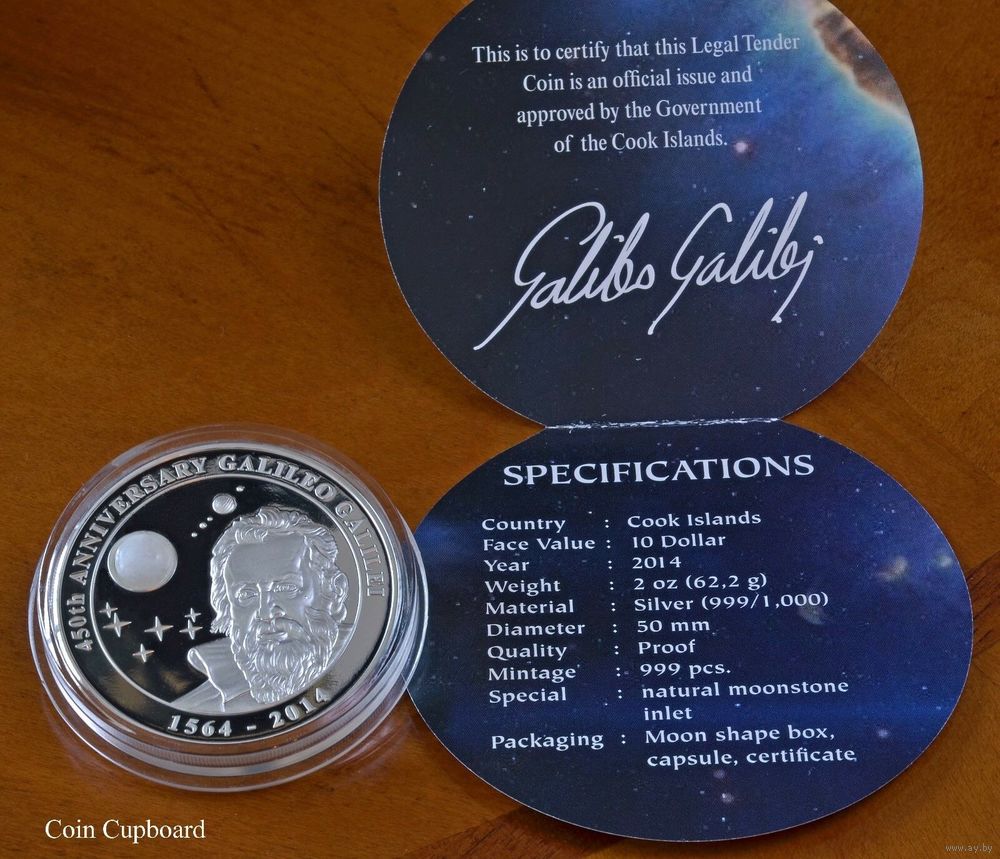 This is to certify that this Legal Tender
Coin is an official issue and
approved by the Government
of the Cook Islands.
Galileo Galilei
SPECIFICATIONS
Country : Cook Islands
Face Value : 10 Dollar
Year : 2014
Weight : 2 oz (62,2 g)
Material : Silver (999/1,000)
Diameter : 50 mm
Quality : Proof
Mintage : 999 pcs.
Special : natural moonstone
inlet
Packaging : Moon shape box,
capsule, certificate
450th ANNIVERSARY GALILEO GALILEI
1564 - 2014
Coin Cupboard
www.ay.by